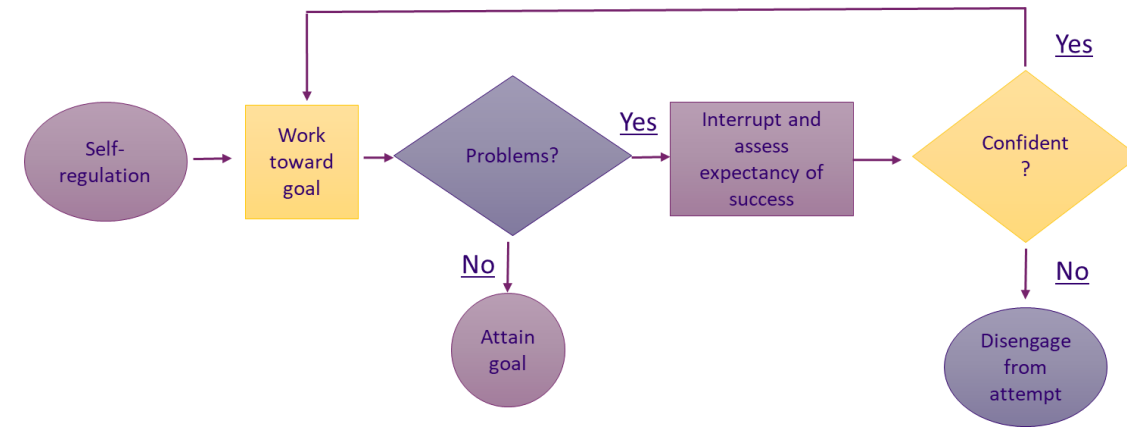 Yes
Self-
regulation
Work
toward
goal
Problems?
Yes
Interrupt and
assess
expectancy of
success
Confident
?
No
Attain
goal
No
Disengage
from
attempt